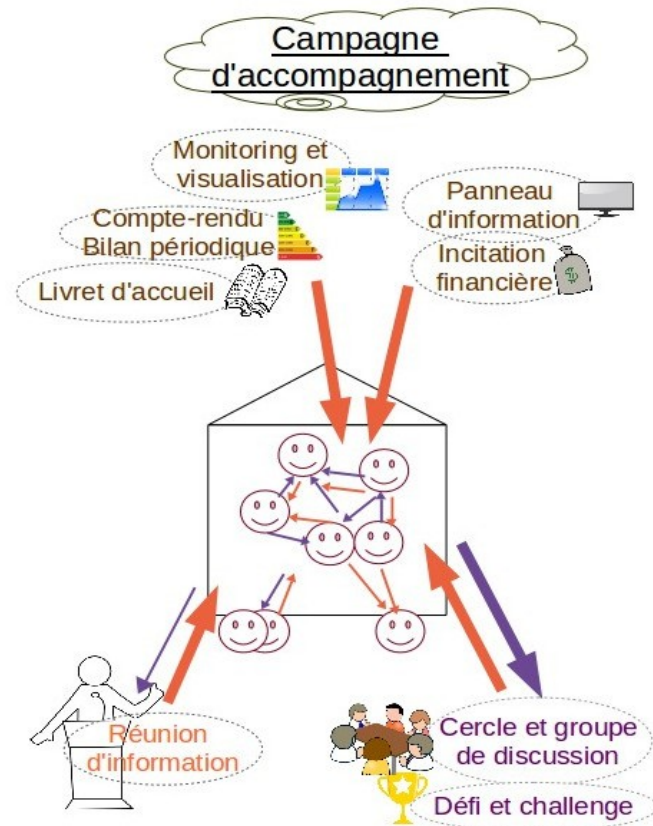 Campagne
d'accompagnement
Monitoring et
visualisation
Panneau
d'information
Compte-rendu
Bilan périodique
Incitation
financière
Livret d'accueil
Réunion
d'information
Cercle et groupe
de discussion
Défi et challenge